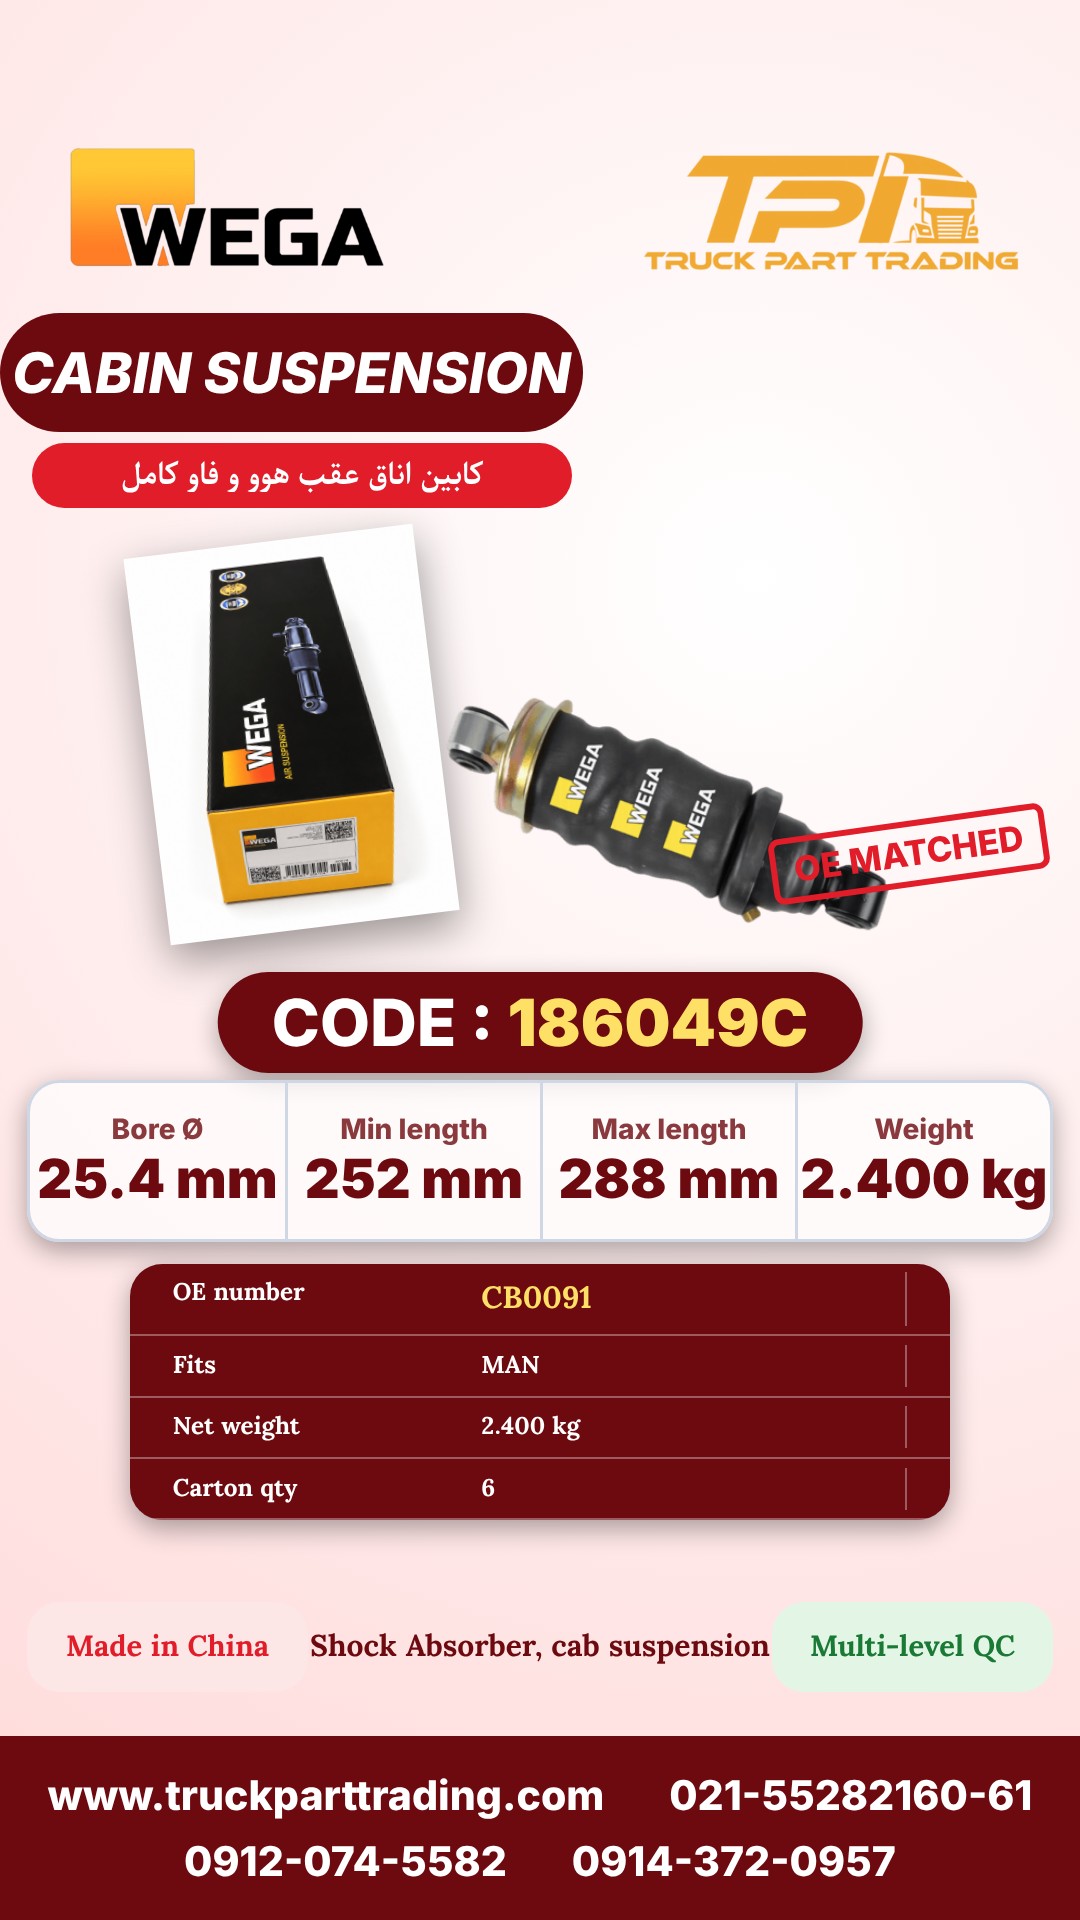 WEGA
TPT
TRUCK PART TRADING
CABIN SUSPENSION
کابین اتاق عقب هوو و فاو کامل
WEGA
AIR SUSPENSION
WEGA
WEGA
WEGA
WEGA
OE MATCHED
CODE : 186049C
Bore Ø
25.4 mm
Min length
252 mm
Max length
288 mm
Weight
2.400 kg
OE number CB0091
Fits MAN
Net weight 2.400 kg
Carton qty 6
Made in China
Shock Absorber, cab suspension
Multi-level QC
www.truckparttrading.com 021-55282160-61
0912-074-5582 0914-372-0957